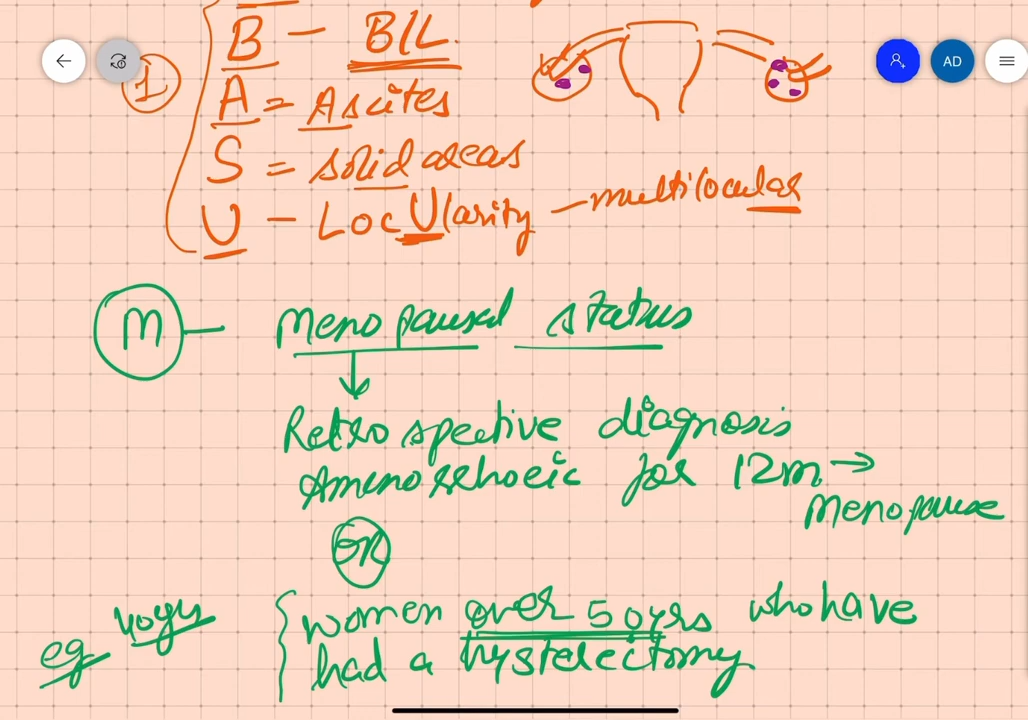 B - B/L.
① A = Ascites
S = solid areas
U - LocUlarity - multilocular
M - Menopausal status
↓
Retrospective diagnosis
Amenorrhoeic for 12m →
Menopause
OR
women over 50yrs who have
had a hysterectomy
eg 40yrs
AD